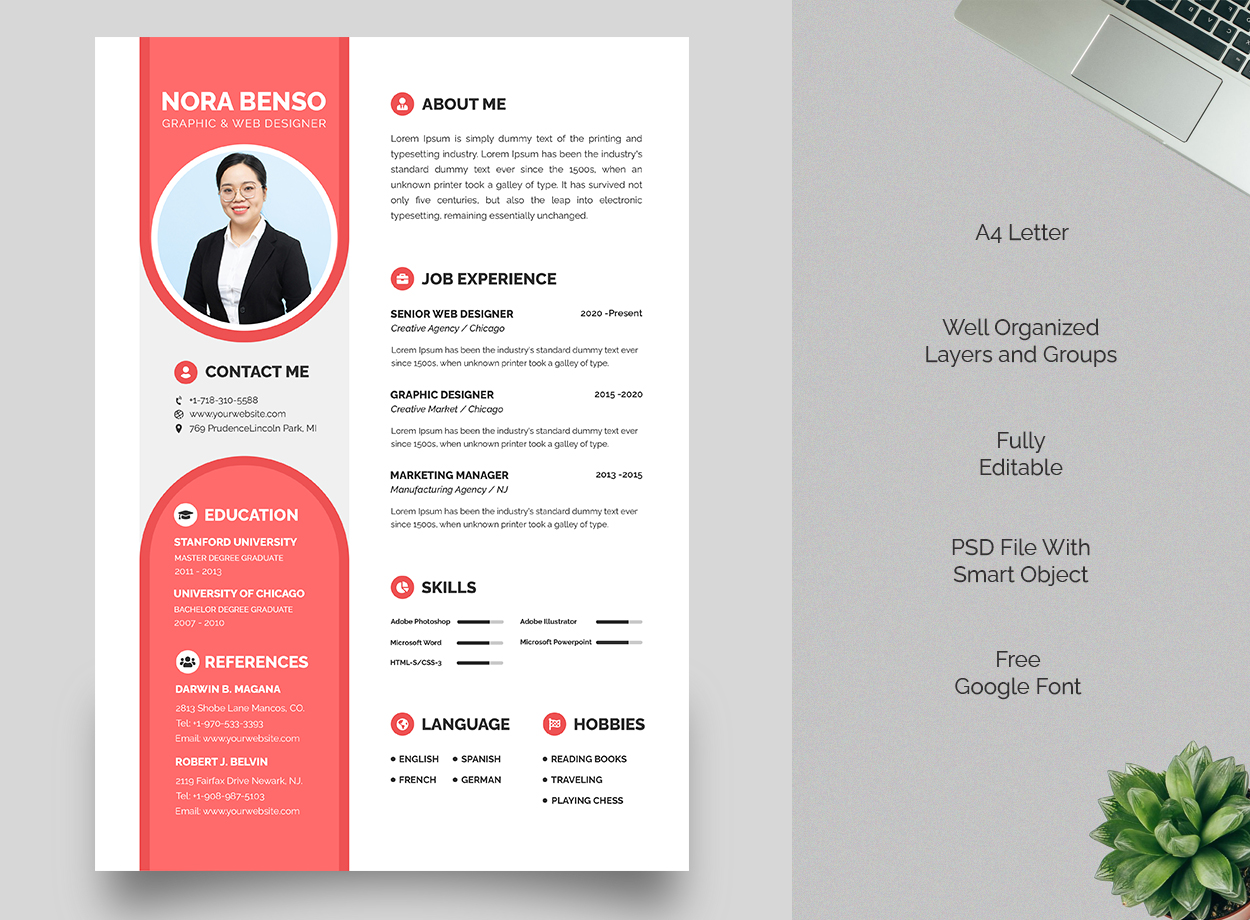 NORA BENSO
GRAPHIC & WEB DESIGNER
CONTACT ME
+1-718-310-5588
www.yourwebsite.com
769 PrudenceLincoln Park, MI
EDUCATION
STANFORD UNIVERSITY
MASTER DEGREE GRADUATE
2011 - 2013
UNIVERSITY OF CHICAGO
BACHELOR DEGREE GRADUATE
2007 - 2010
REFERENCES
DARWIN B. MAGANA
2813 Shobe Lane Mancos, CO.
Tel: +1-970-533-3393
Email: www.yourwebsite.com
ROBERT J. BELVIN
2119 Fairfax Drive Newark, NJ.
Tel: +1-908-987-5103
Email: www.yourwebsite.com
ABOUT ME
Lorem Ipsum is simply dummy text of the printing and
typesetting industry. Lorem Ipsum has been the industry's
standard dummy text ever since the 1500s, when an
unknown printer took a galley of type. It has survived not
only five centuries, but also the leap into electronic
typesetting, remaining essentially unchanged.
JOB EXPERIENCE
SENIOR WEB DESIGNER 2020 -Present
Creative Agency / Chicago
Lorem Ipsum has been the industry's standard dummy text ever
since 1500s, when unknown printer took a galley of type.
GRAPHIC DESIGNER 2015 -2020
Creative Market / Chicago
Lorem Ipsum has been the industry's standard dummy text ever
since 1500s, when unknown printer took a galley of type.
MARKETING MANAGER 2013 -2015
Manufacturing Agency / NJ
Lorem Ipsum has been the industry's standard dummy text ever
since 1500s, when unknown printer took a galley of type.
SKILLS
Adobe Photoshop Adobe Illustrator
Microsoft Word Microsoft Powerpoint
HTML-S/CSS-3
LANGUAGE
ENGLISH SPANISH
FRENCH GERMAN
HOBBIES
READING BOOKS
TRAVELING
PLAYING CHESS
A4 Letter
Well Organized
Layers and Groups
Fully
Editable
PSD File With
Smart Object
Free
Google Font